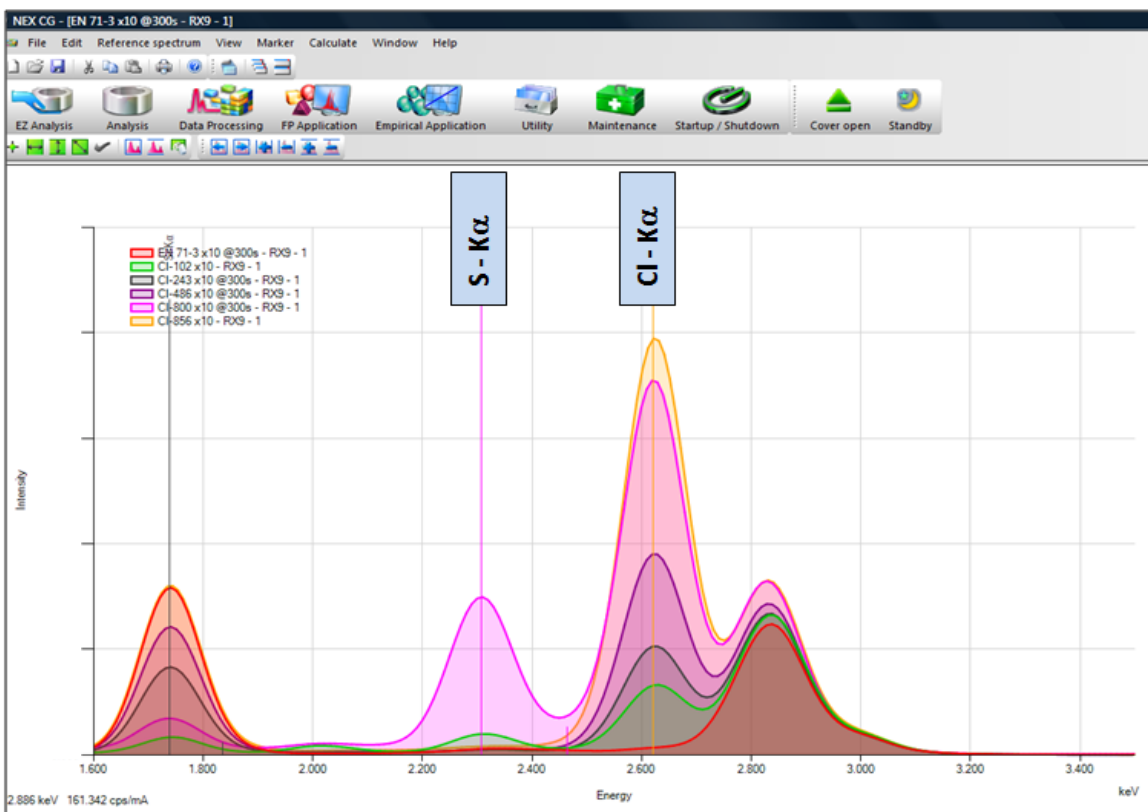 NEX CG - [EN 71-3 x10 @300s - RX9 - 1]
File Edit Reference spectrum View Marker Calculate Window Help
EZ Analysis Analysis Data Processing FP Application Empirical Application Utility Maintenance Startup / Shutdown Cover open Standby
S - Kα
Cl - Kα
EN 71-3 x10 @300s - RX9 - 1
Cl-102 x10 - RX9 - 1
Cl-243 x10 @300s - RX9 - 1
Cl-486 x10 @300s - RX9 - 1
Cl-800 x10 @300s - RX9 - 1
Cl-856 x10 - RX9 - 1
Intensity
1.600 1.800 2.000 2.200 2.400 2.600 2.800 3.000 3.200 3.400
Energy
keV
2.886 keV 161.342 cps/mA